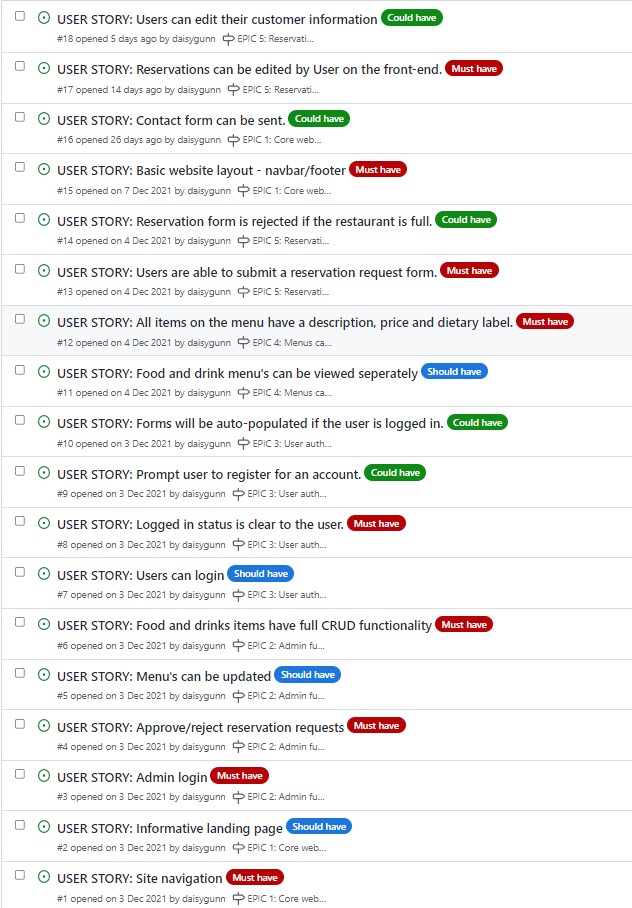 USER STORY: Users can edit their customer information Could have
#18 opened 5 days ago by daisygunn EPIC 5: Reservati...
USER STORY: Reservations can be edited by User on the front-end. Must have
#17 opened 14 days ago by daisygunn EPIC 5: Reservati...
USER STORY: Contact form can be sent. Could have
#16 opened 26 days ago by daisygunn EPIC 1: Core web...
USER STORY: Basic website layout - navbar/footer Must have
#15 opened on 7 Dec 2021 by daisygunn EPIC 1: Core web...
USER STORY: Reservation form is rejected if the restaurant is full. Could have
#14 opened on 4 Dec 2021 by daisygunn EPIC 5: Reservati...
USER STORY: Users are able to submit a reservation request form. Must have
#13 opened on 4 Dec 2021 by daisygunn EPIC 5: Reservati...
USER STORY: All items on the menu have a description, price and dietary label. Must have
#12 opened on 4 Dec 2021 by daisygunn EPIC 4: Menus ca...
USER STORY: Food and drink menu's can be viewed seperately Should have
#11 opened on 4 Dec 2021 by daisygunn EPIC 4: Menus ca...
USER STORY: Forms will be auto-populated if the user is logged in. Could have
#10 opened on 3 Dec 2021 by daisygunn EPIC 3: User auth...
USER STORY: Prompt user to register for an account. Could have
#9 opened on 3 Dec 2021 by daisygunn EPIC 3: User auth...
USER STORY: Logged in status is clear to the user. Must have
#8 opened on 3 Dec 2021 by daisygunn EPIC 3: User auth...
USER STORY: Users can login Should have
#7 opened on 3 Dec 2021 by daisygunn EPIC 3: User auth...
USER STORY: Food and drinks items have full CRUD functionality Must have
#6 opened on 3 Dec 2021 by daisygunn EPIC 2: Admin fu...
USER STORY: Menu's can be updated Should have
#5 opened on 3 Dec 2021 by daisygunn EPIC 2: Admin fu...
USER STORY: Approve/reject reservation requests Must have
#4 opened on 3 Dec 2021 by daisygunn EPIC 2: Admin fu...
USER STORY: Admin login Must have
#3 opened on 3 Dec 2021 by daisygunn EPIC 2: Admin fu...
USER STORY: Informative landing page Should have
#2 opened on 3 Dec 2021 by daisygunn EPIC 1: Core web...
USER STORY: Site navigation Must have
#1 opened on 3 Dec 2021 by daisygunn EPIC 1: Core web...